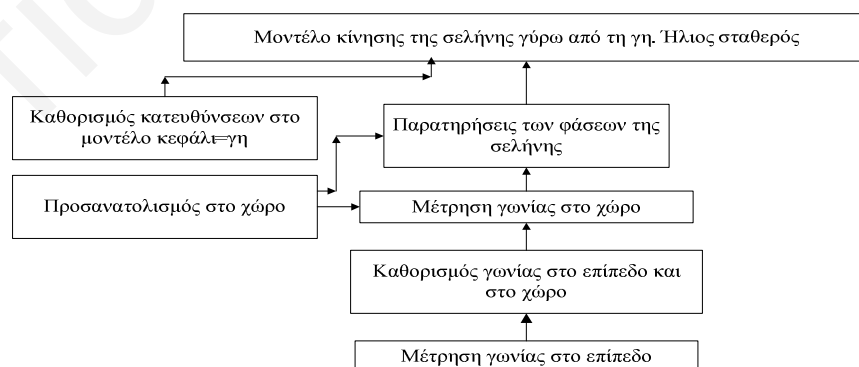 Μοντέλο κίνησης της σελήνης γύρω από τη γη. Ήλιος σταθερός
Καθορισμός κατευθύνσεων στο
μοντέλο κεφάλι=γη
Παρατηρήσεις των φάσεων της
σελήνης
Προσανατολισμός στο χώρο
Μέτρηση γωνίας στο χώρο
Καθορισμός γωνίας στο επίπεδο και
στο χώρο
Μέτρηση γωνίας στο επίπεδο